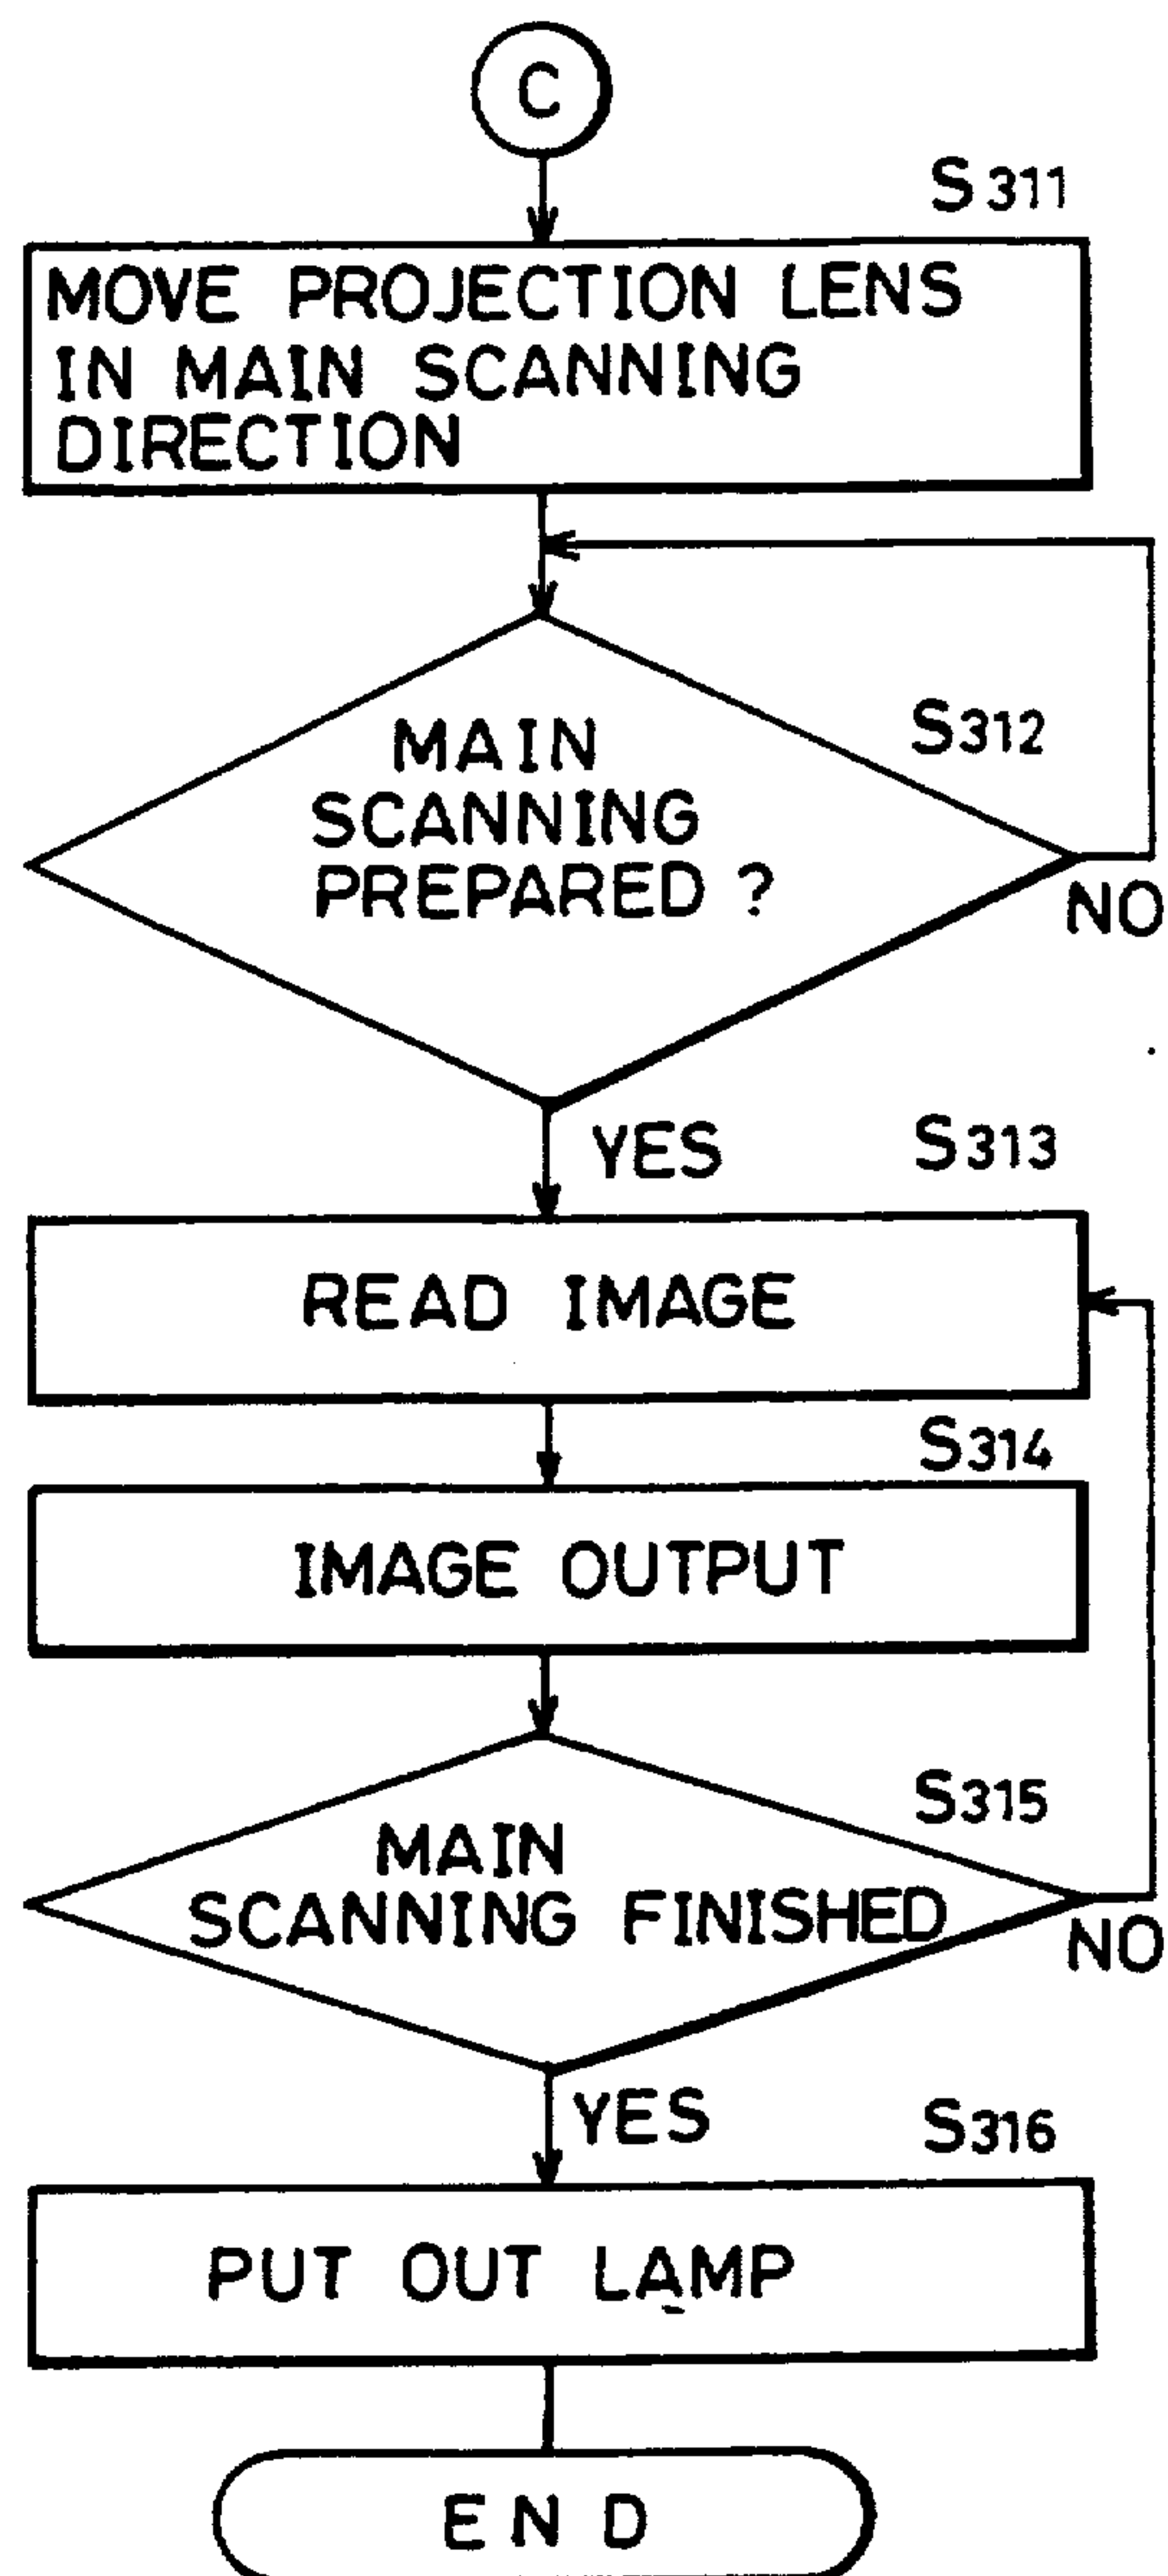 C
S311
MOVE PROJECTION LENS
IN MAIN SCANNING
DIRECTION
S312
MAIN
SCANNING
PREPARED ?
NO
YES
S313
READ IMAGE
S314
IMAGE OUTPUT
S315
MAIN
SCANNING FINISHED
NO
YES
S316
PUT OUT LAMP
END